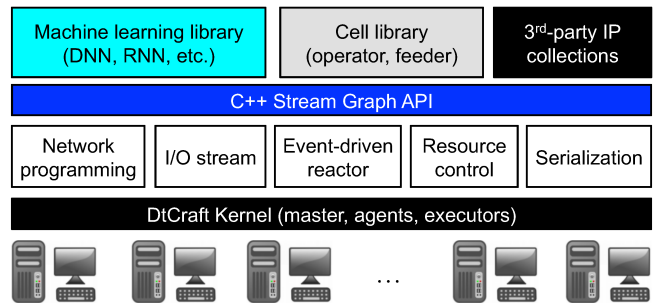 Machine learning library
(DNN, RNN, etc.)
Cell library
(operator, feeder)
3rd-party IP
collections
C++ Stream Graph API
Network
programming
I/O stream
Event-driven
reactor
Resource
control
Serialization
DtCraft Kernel (master, agents, executors)
...